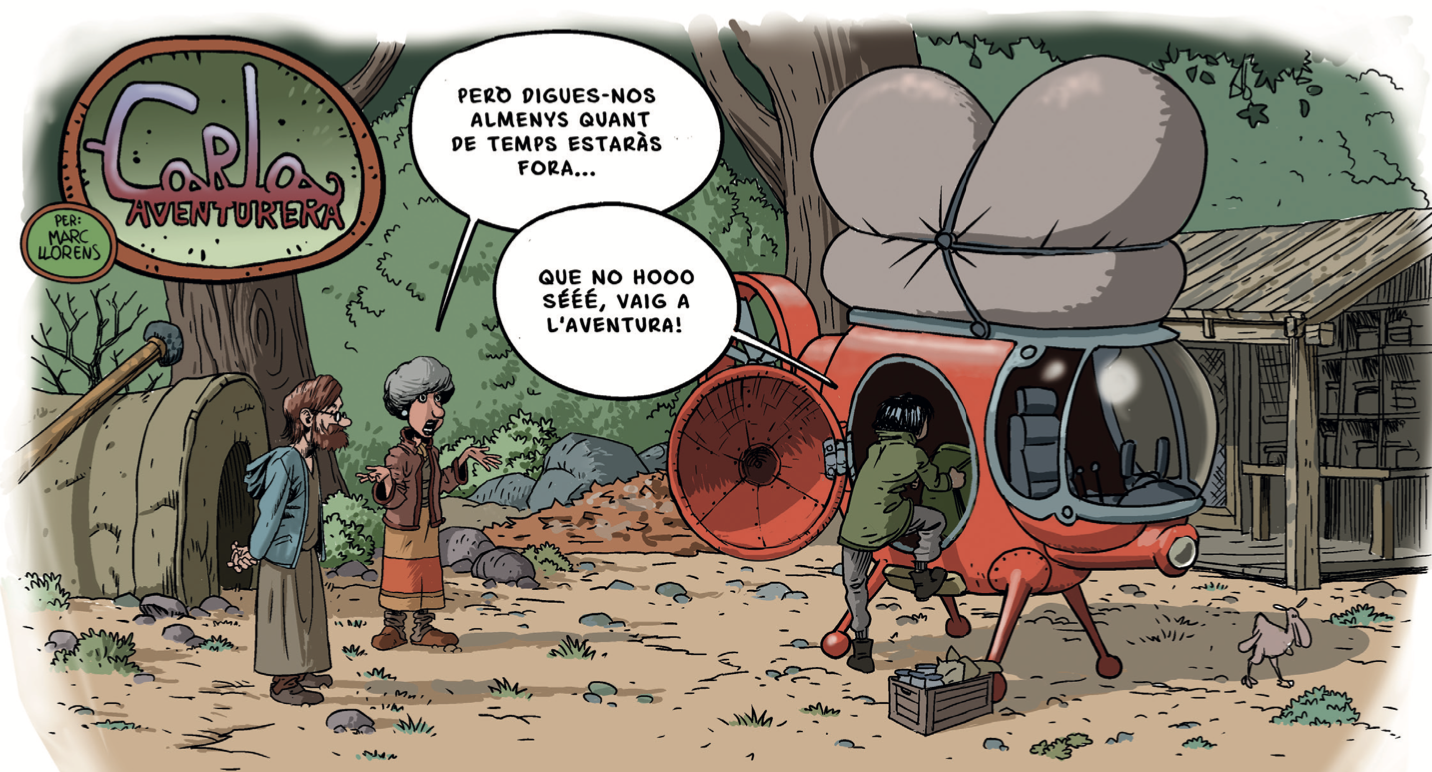 Carla
AVENTURERA
PER:
MARC
LLORENS
PERÒ DIGUES-NOS
ALMENYS QUANT
DE TEMPS ESTARÀS
FORA...
QUE NO HOOO
SÉÉÉ, VAIG A
L'AVENTURA!